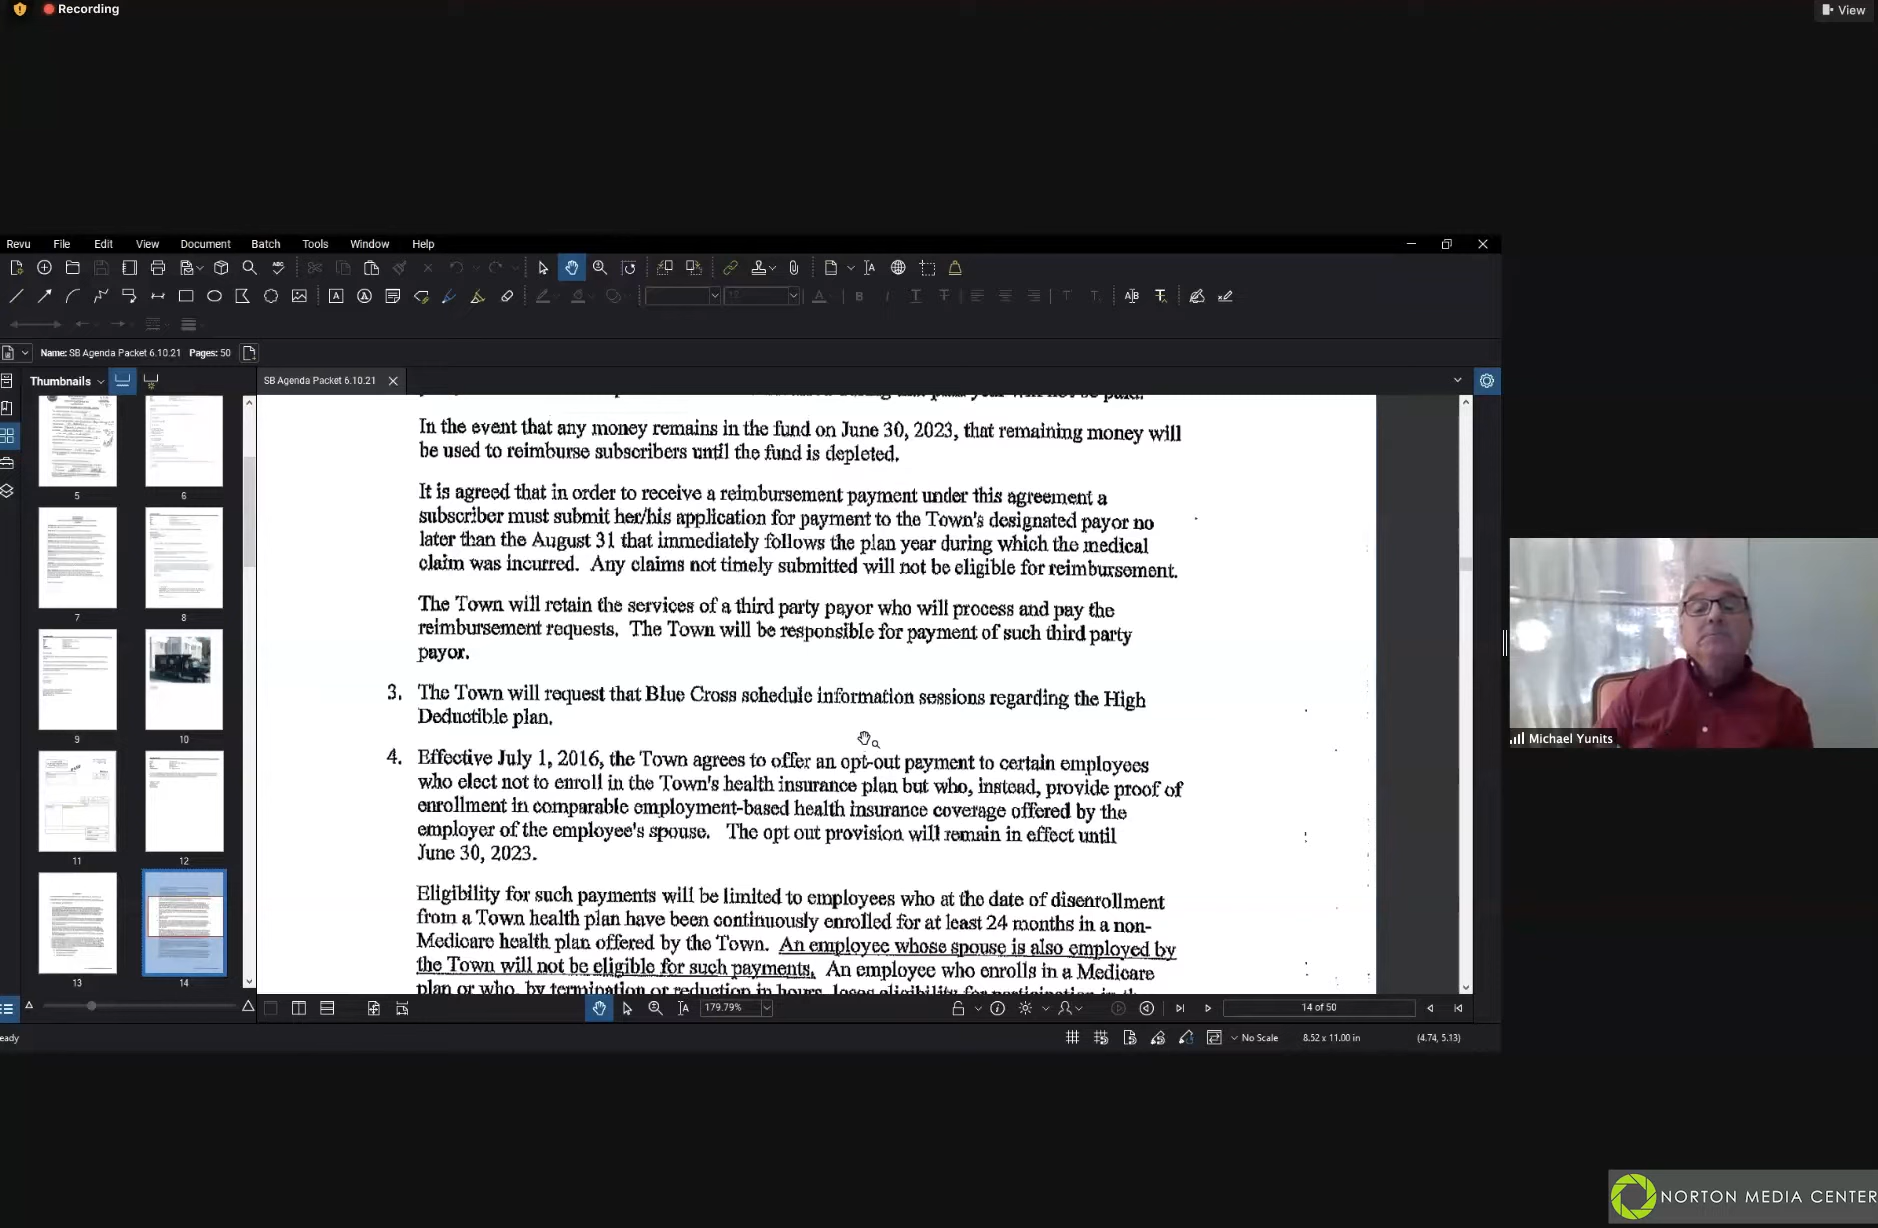 Recording
View
Revu File Edit View Document Batch Tools Window Help
Name: SB Agenda Packet 6.10.21 Pages: 50
Thumbnails
SB Agenda Packet 6.10.21
5
6
7
8
9
10
11
12
13
14
In the event that any money remains in the fund on June 30, 2023, that remaining money will
be used to reimburse subscribers until the fund is depleted.
It is agreed that in order to receive a reimbursement payment under this agreement a
subscriber must submit her/his application for payment to the Town's designated payor no
later than the August 31 that immediately follows the plan year during which the medical
claim was incurred. Any claims not timely submitted will not be eligible for reimbursement.
The Town will retain the services of a third party payor who will process and pay the
reimbursement requests. The Town will be responsible for payment of such third party
payor.
3. The Town will request that Blue Cross schedule information sessions regarding the High
Deductible plan.
4. Effective July 1, 2016, the Town agrees to offer an opt-out payment to certain employees
who elect not to enroll in the Town's health insurance plan but who, instead, provide proof of
enrollment in comparable employment-based health insurance coverage offered by the
employer of the employee's spouse. The opt out provision will remain in effect until
June 30, 2023.
Eligibility for such payments will be limited to employees who at the date of disenrollment
from a Town health plan have been continuously enrolled for at least 24 months in a non-
Medicare health plan offered by the Town. An employee whose spouse is also employed by
the Town will not be eligible for such payments. An employee who enrolls in a Medicare
plan or who, by termination or reduction in hours, loses eligibility for participation in
179.79%
14 of 50
eady
No Scale
8.52 x 11.00 in
(4.74, 5.13)
Michael Yunits
NORTON MEDIA CENTER